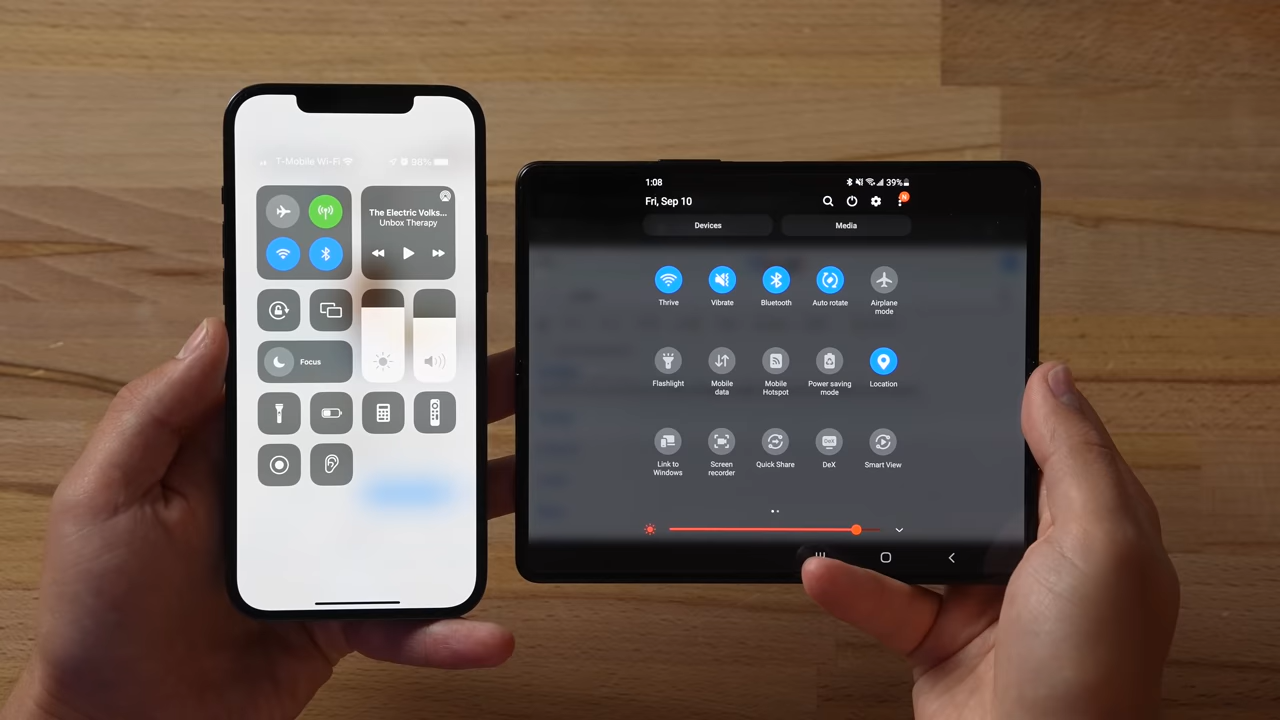 T-Mobile Wi-Fi
98%
The Electric Volks...
Unbox Therapy
Focus
1:08
39%
Fri, Sep 10
N
Devices
Media
Thrive
Vibrate
Bluetooth
Auto rotate
Airplane
mode
Flashlight
Mobile
data
Mobile
Hotspot
Power saving
mode
Location
Link to
Windows
Screen
recorder
Quick Share
DeX
DeX
Smart View